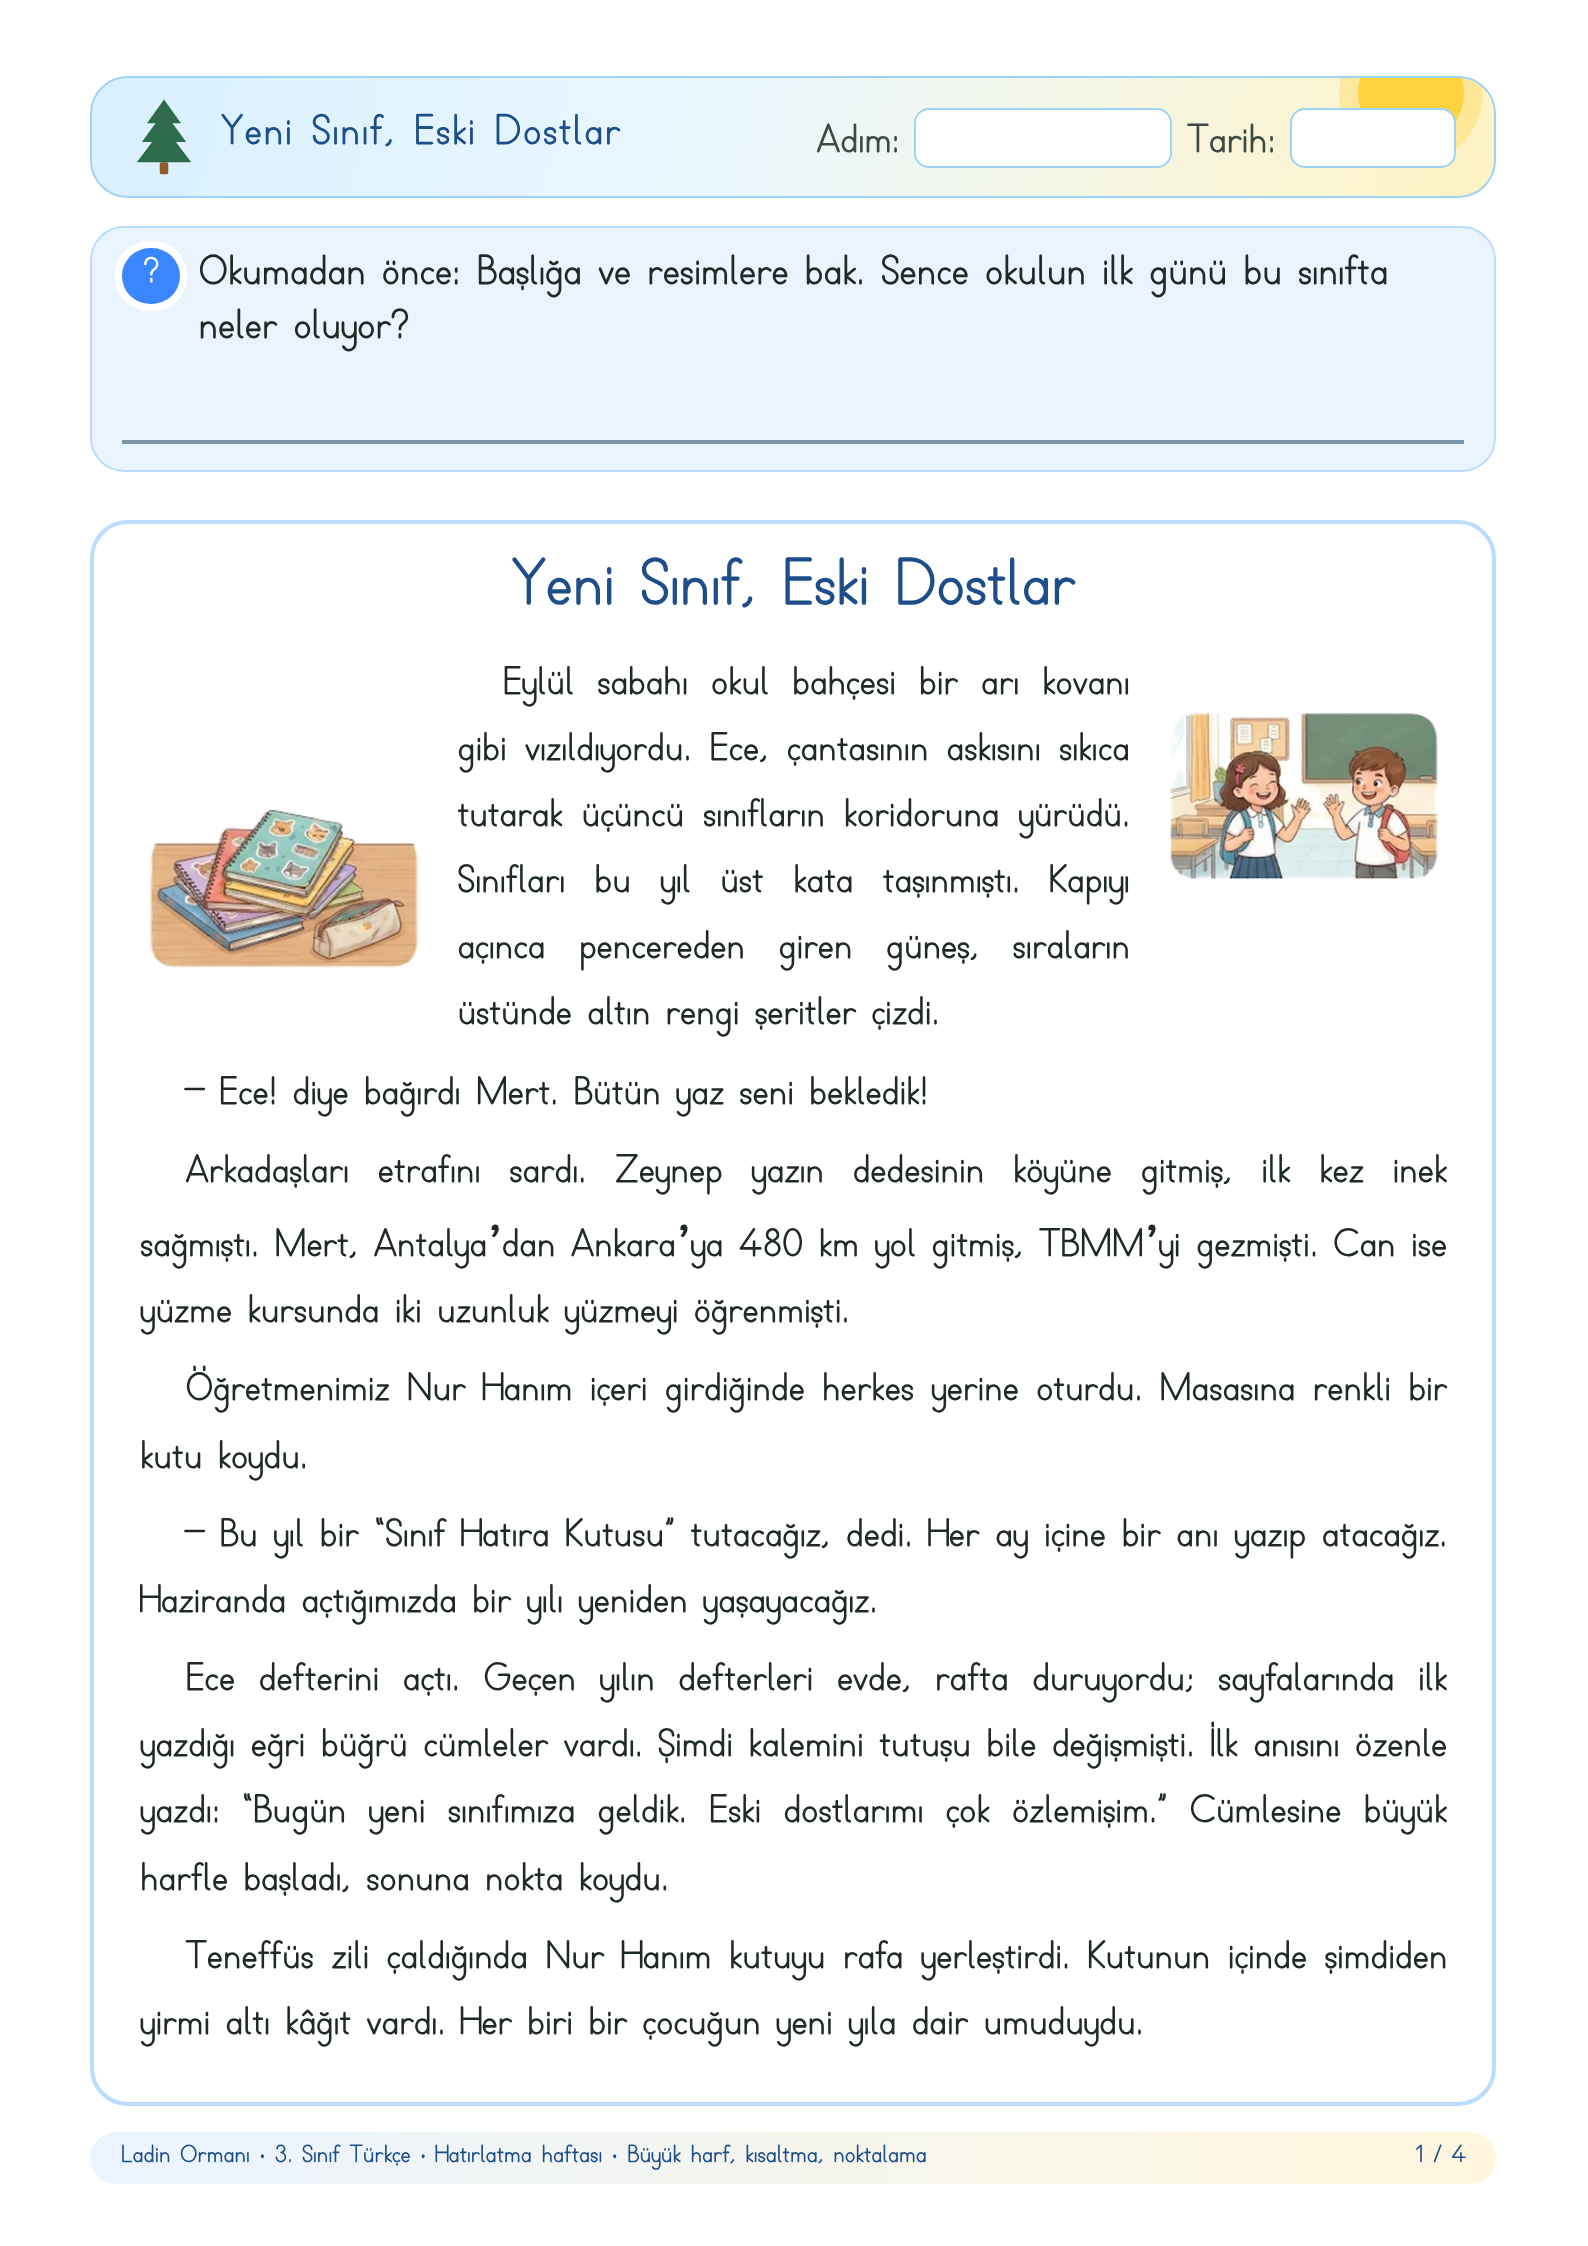 Yeni Sınıf, Eski Dostlar
Adım:
Tarih:
?
Okumadan önce: Başlığa ve resimlere bak. Sence okulun ilk günü bu sınıfta
neler oluyor?
Yeni Sınıf, Eski Dostlar
Eylül sabahı okul bahçesi bir arı kovanı
gibi vızıldıyordu. Ece, çantasının askısını sıkıca
tutarak üçüncü sınıfların koridoruna yürüdü.
Sınıfları bu yıl üst kata taşınmıştı. Kapıyı
açınca pencereden giren güneş, sıraların
üstünde altın rengi şeritler çizdi.
– Ece! diye bağırdı Mert. Bütün yaz seni bekledik!
Arkadaşları etrafını sardı. Zeynep yazın dedesinin köyüne gitmiş, ilk kez inek
sağmıştı. Mert, Antalya’dan Ankara’ya 480 km yol gitmiş, TBMM’yi gezmişti. Can ise
yüzme kursunda iki uzunluk yüzmeyi öğrenmişti.
Öğretmenimiz Nur Hanım içeri girdiğinde herkes yerine oturdu. Masasına renkli bir
kutu koydu.
– Bu yıl bir “Sınıf Hatıra Kutusu” tutacağız, dedi. Her ay içine bir anı yazıp atacağız.
Haziranda açtığımızda bir yılı yeniden yaşayacağız.
Ece defterini açtı. Geçen yılın defterleri evde, rafta duruyordu; sayfalarında ilk
yazdığı eğri büğrü cümleler vardı. Şimdi kalemini tutuşu bile değişmişti. İlk anısını özenle
yazdı: “Bugün yeni sınıfımıza geldik. Eski dostlarımı çok özlemişim.” Cümlesine büyük
harfle başladı, sonuna nokta koydu.
Teneffüs zili çaldığında Nur Hanım kutuyu rafa yerleştirdi. Kutunun içinde şimdiden
yirmi altı kâğıt vardı. Her biri bir çocuğun yeni yıla dair umuduydu.
Ladin Ormanı • 3. Sınıf Türkçe • Hatırlatma haftası • Büyük harf, kısaltma, noktalama
1 / 4